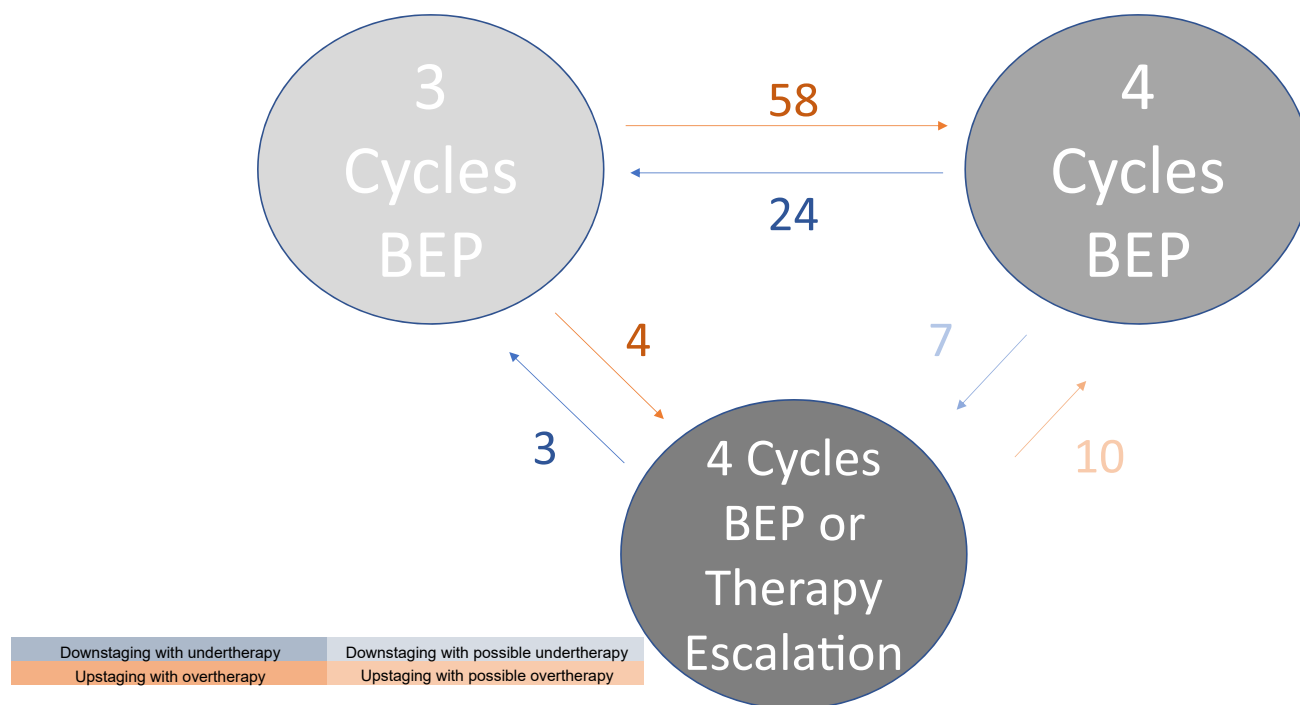 3
Cycles
BEP
58
24
4
Cycles
BEP
4
3
7
10
4 Cycles
BEP or
Therapy
Escalation
Downstaging with undertherapy
Downstaging with possible undertherapy
Upstaging with overtherapy
Upstaging with possible overtherapy